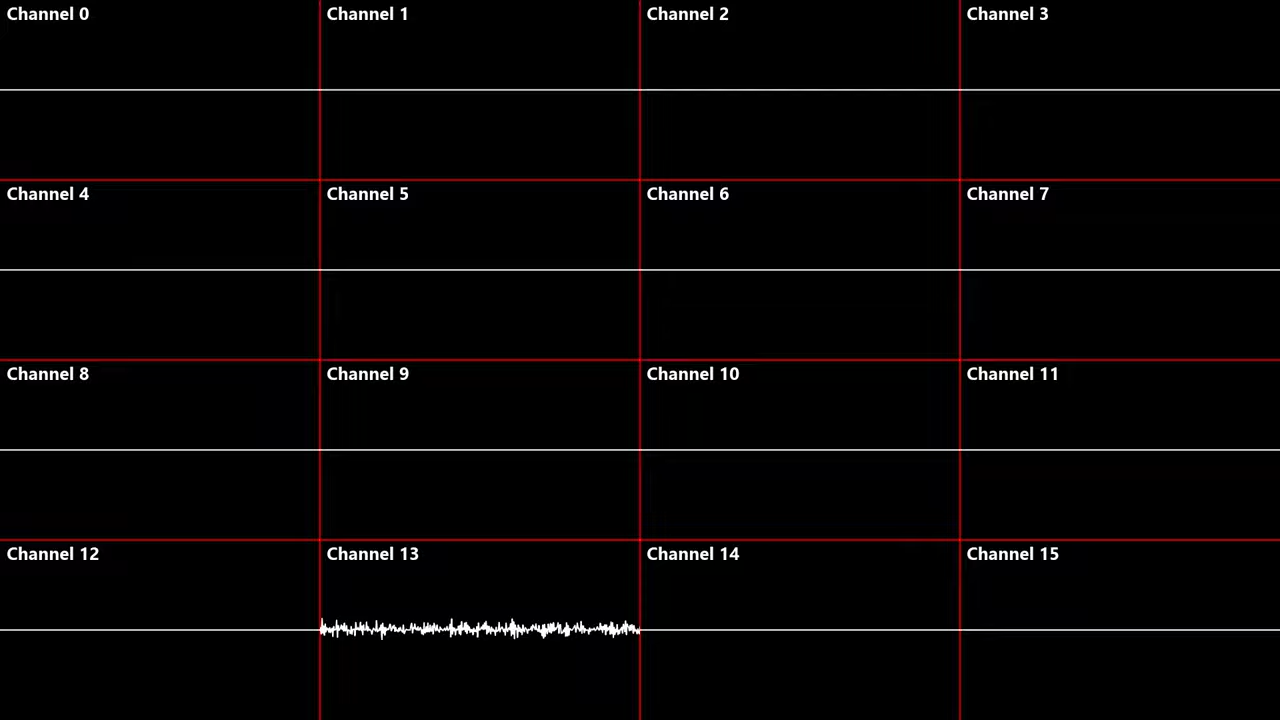 Channel 0
Channel 1
Channel 2
Channel 3
Channel 4
Channel 5
Channel 6
Channel 7
Channel 8
Channel 9
Channel 10
Channel 11
Channel 12
Channel 13
Channel 14
Channel 15